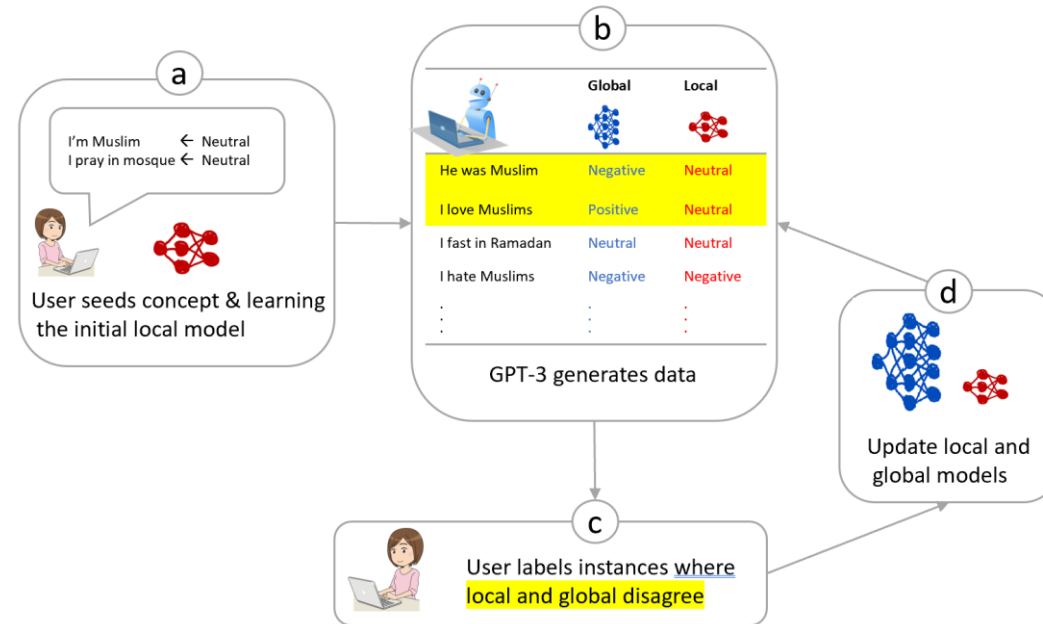 a
I'm Muslim ← Neutral
I pray in mosque ← Neutral
User seeds concept & learning
the initial local model
b
Global Local
He was Muslim Negative Neutral
I love Muslims Positive Neutral
I fast in Ramadan Neutral Neutral
I hate Muslims Negative Negative
GPT-3 generates data
c
User labels instances where
local and global disagree
d
Update local and
global models